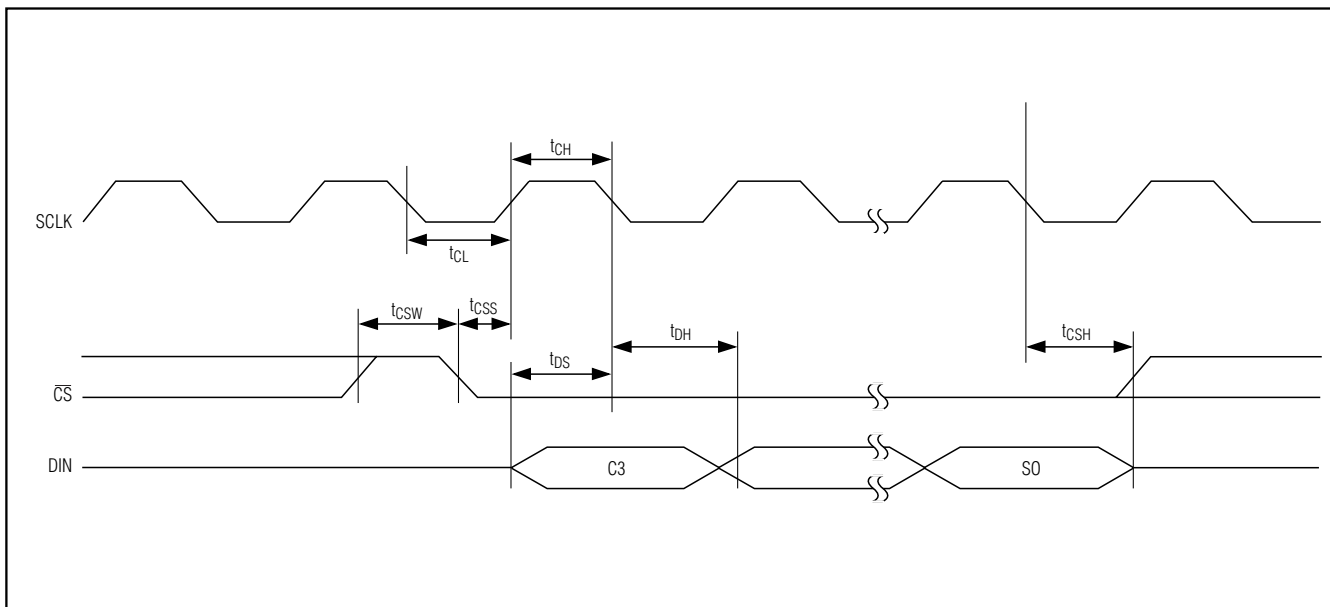 tCH
SCLK
tCL
tCSW
tCSS
tDH
tCSH
tDS
CS
DIN
C3
S0